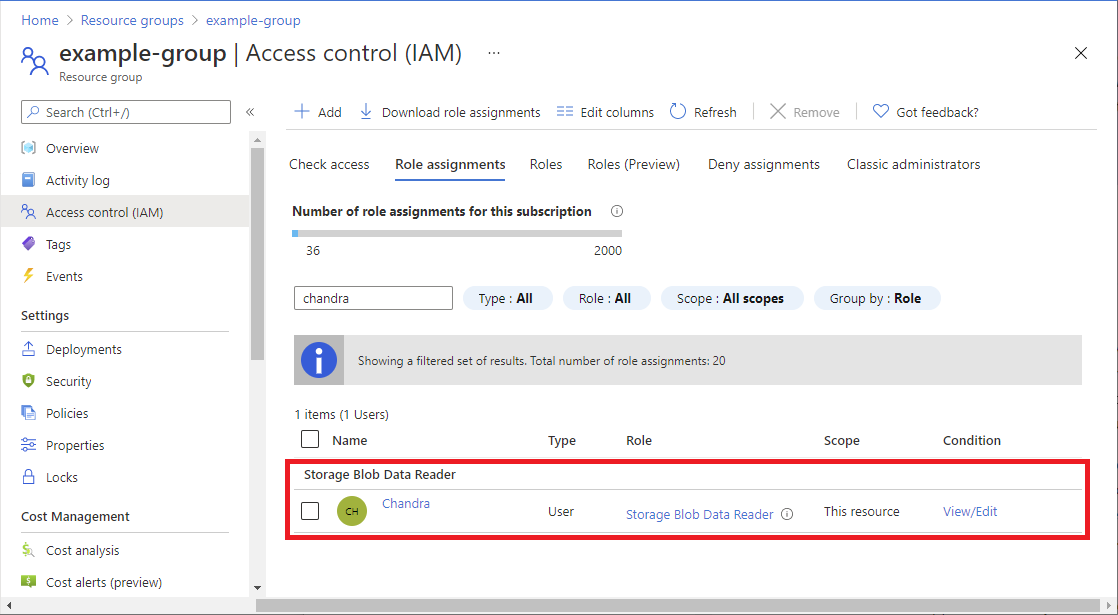 Home > Resource groups > example-group
example-group | Access control (IAM) ...
Resource group
Search (Ctrl+/) «
Overview
Activity log
Access control (IAM)
Tags
Events
Settings
Deployments
Security
Policies
Properties
Locks
Cost Management
Cost analysis
Cost alerts (preview)
Add Download role assignments Edit columns Refresh Remove Got feedback?
Check access Role assignments Roles Roles (Preview) Deny assignments Classic administrators
Number of role assignments for this subscription
36 2000
chandra Type : All Role : All Scope : All scopes Group by : Role
Showing a filtered set of results. Total number of role assignments: 20
1 items (1 Users)
Name Type Role Scope Condition
Storage Blob Data Reader
CH Chandra User Storage Blob Data Reader This resource View/Edit